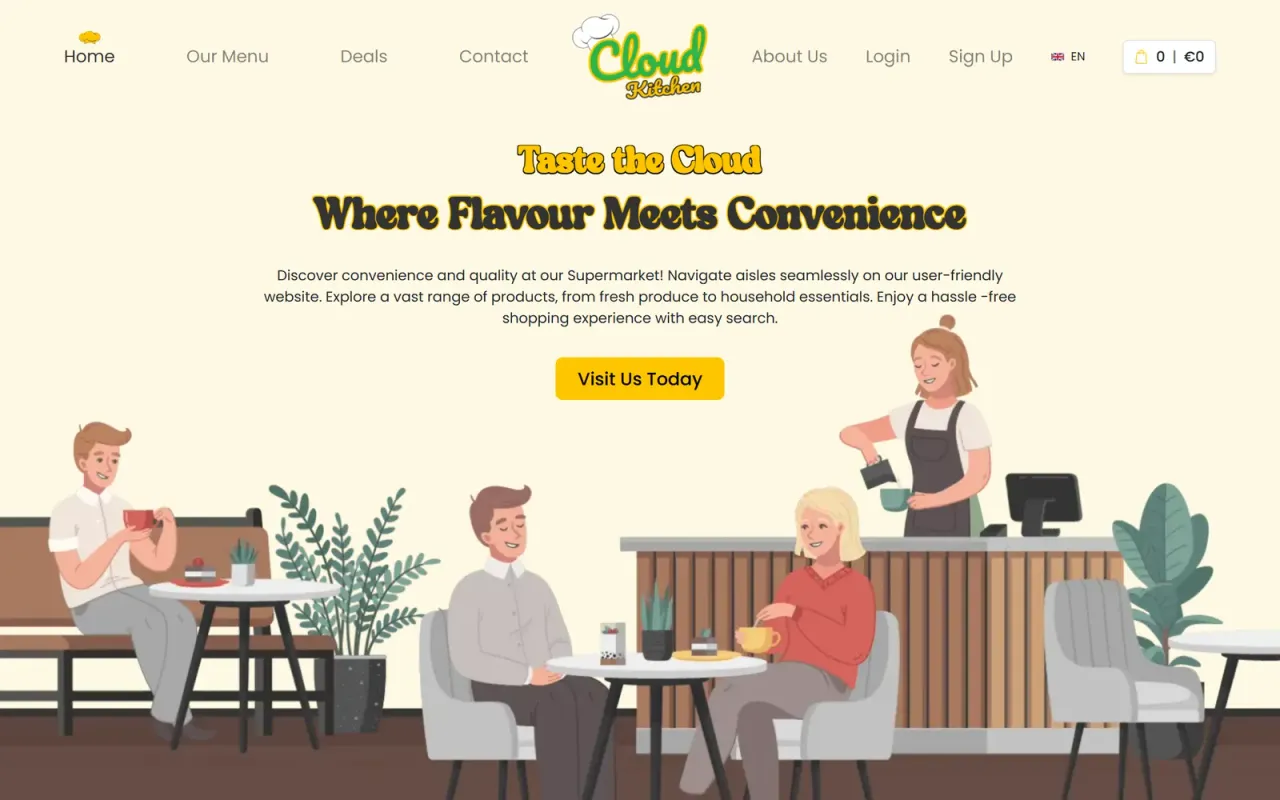 Home
Our Menu
Deals
Contact
Cloud
Kitchen
About Us
Login
Sign Up
EN
0 | €0
Taste the Cloud
Where Flavour Meets Convenience
Discover convenience and quality at our Supermarket! Navigate aisles seamlessly on our user-friendly
website. Explore a vast range of products, from fresh produce to household essentials. Enjoy a hassle -free
shopping experience with easy search.
Visit Us Today